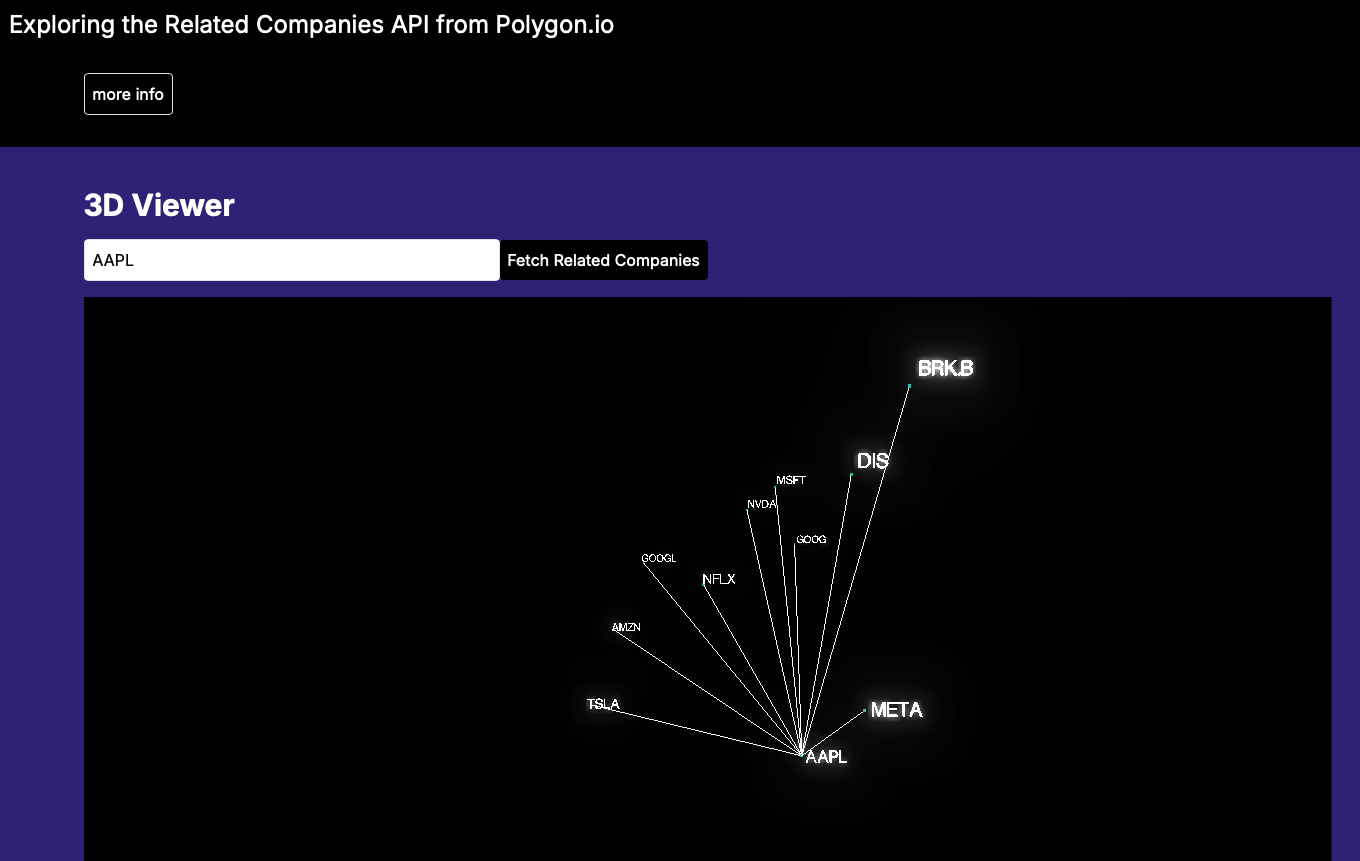 Exploring the Related Companies API from Polygon.io
more info
3D Viewer
AAPL
Fetch Related Companies
BRK.B
DIS
MSFT
NVDA
GOOG
GOOGL
NFLX
AMZN
TSLA
META
AAPL